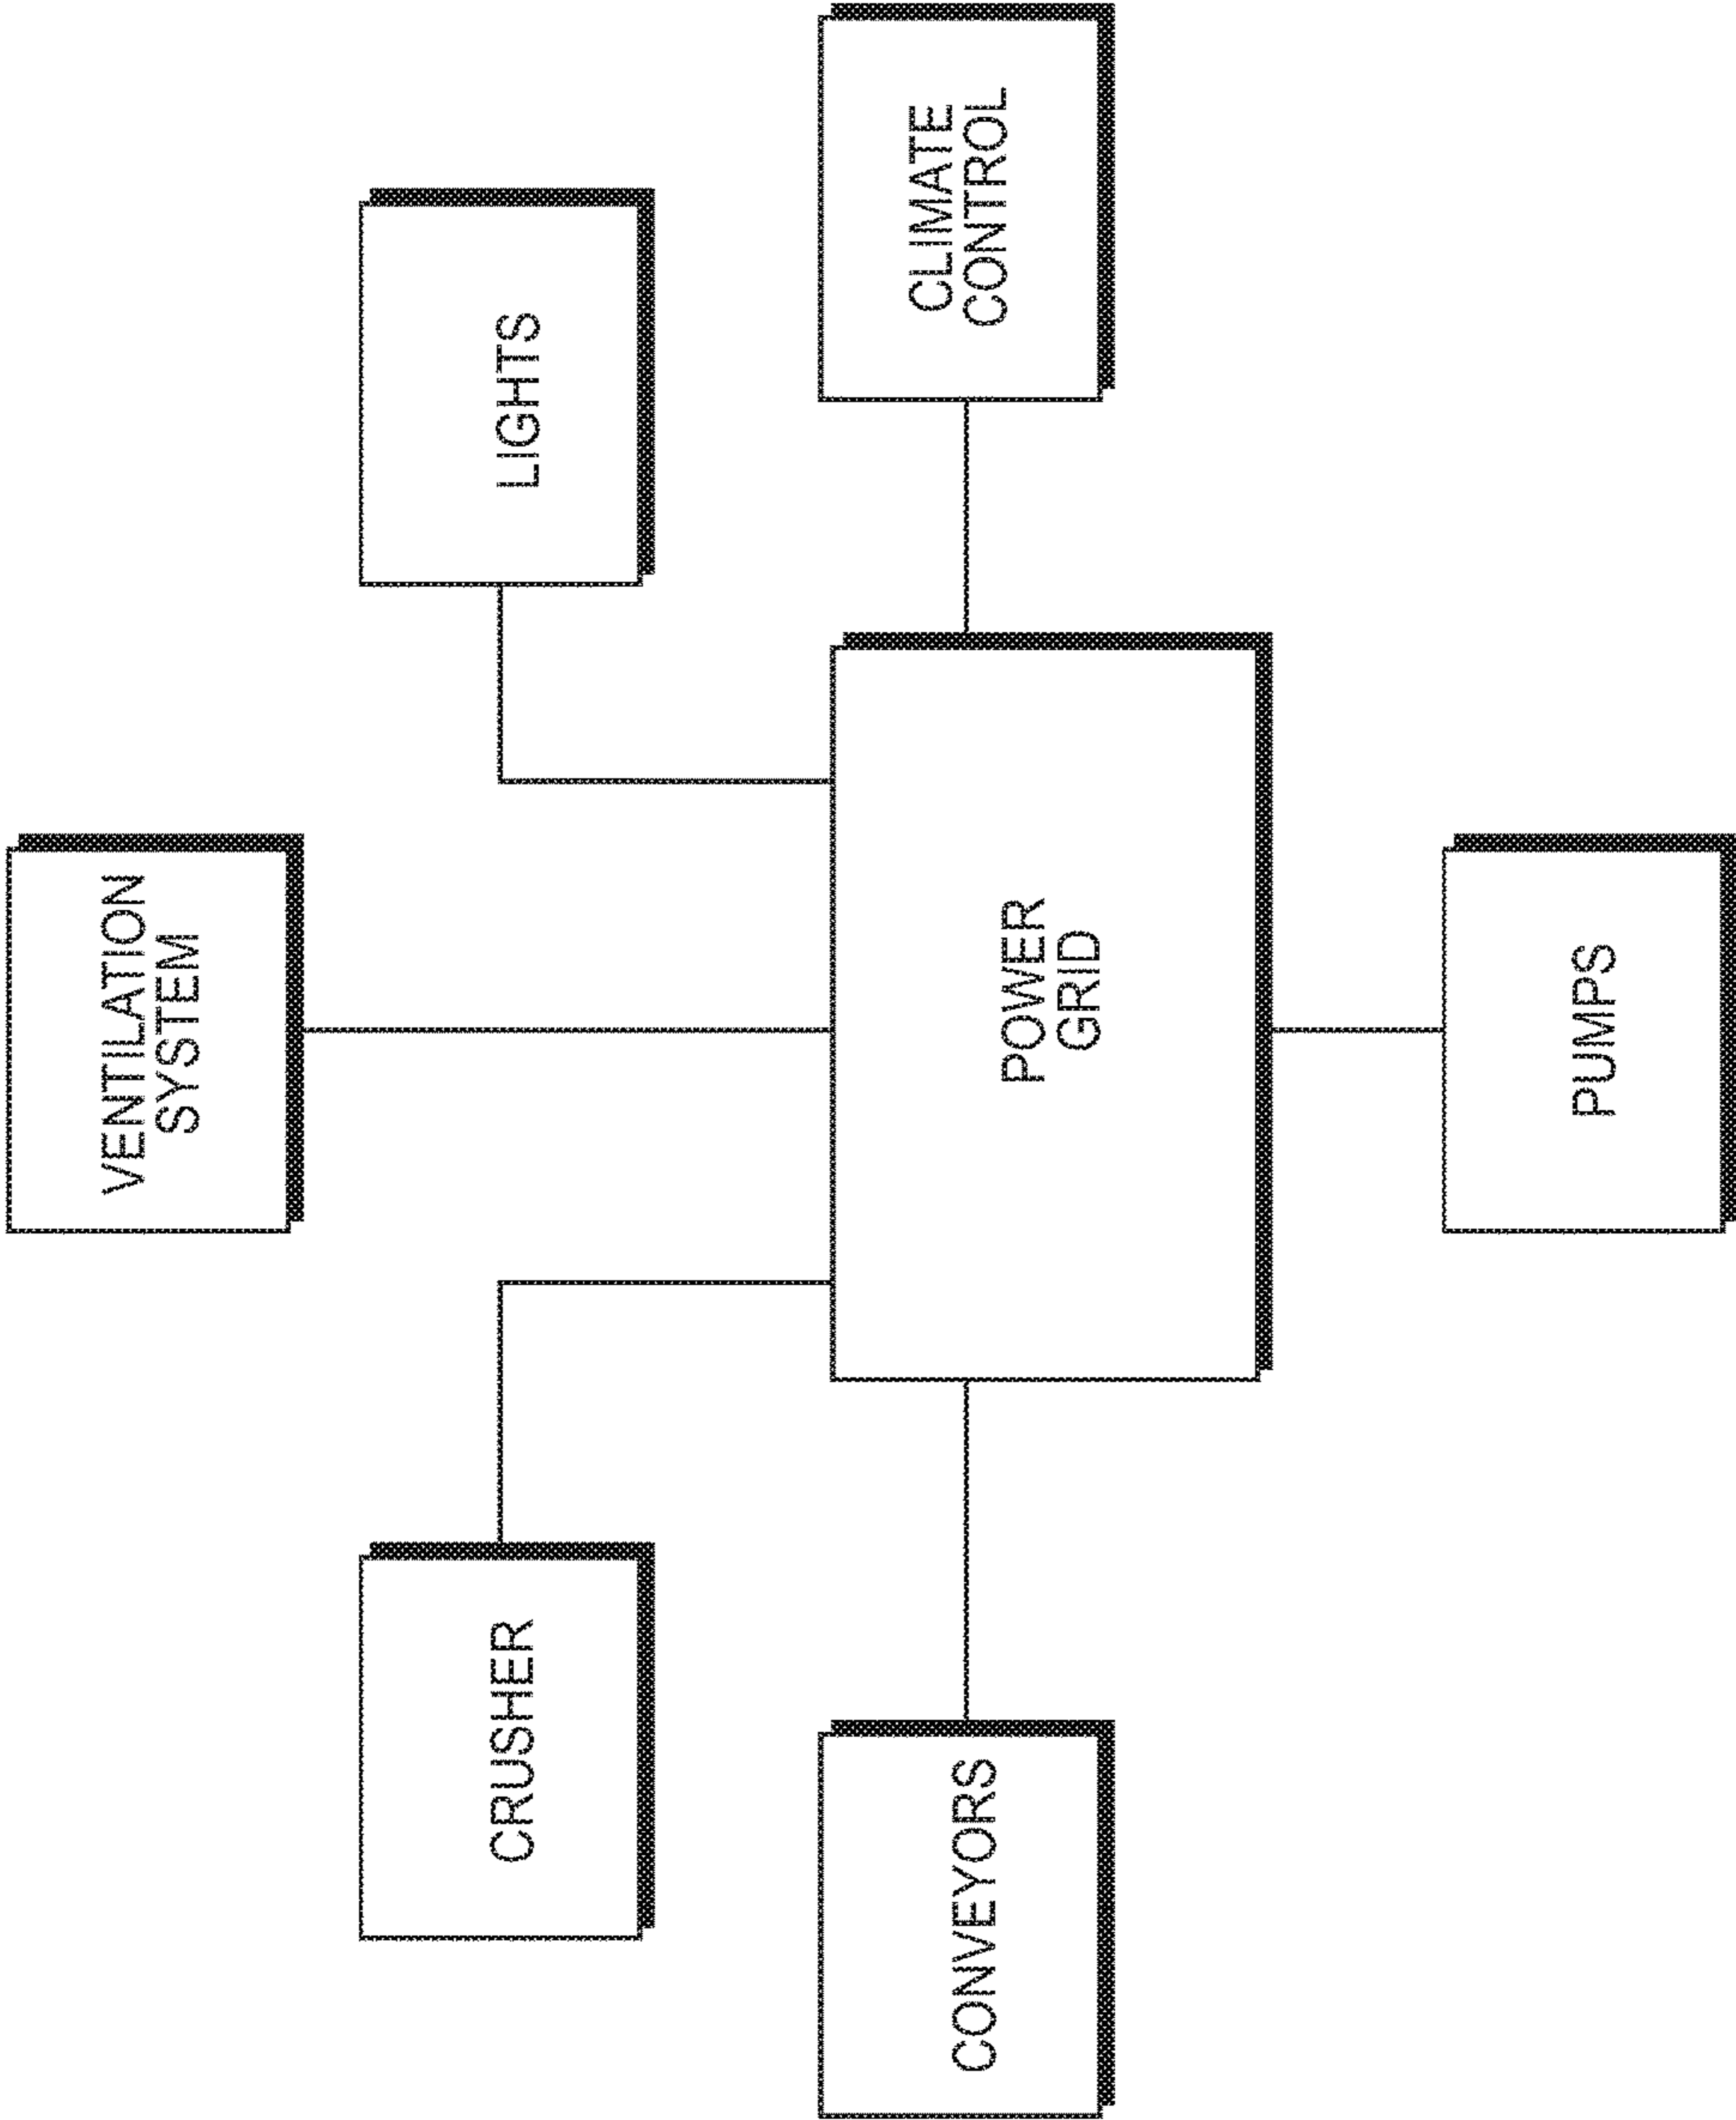 VENTILATION
SYSTEM
CRUSHER
LIGHTS
CONVEYORS
POWER
GRID
CLIMATE
CONTROL
PUMPS